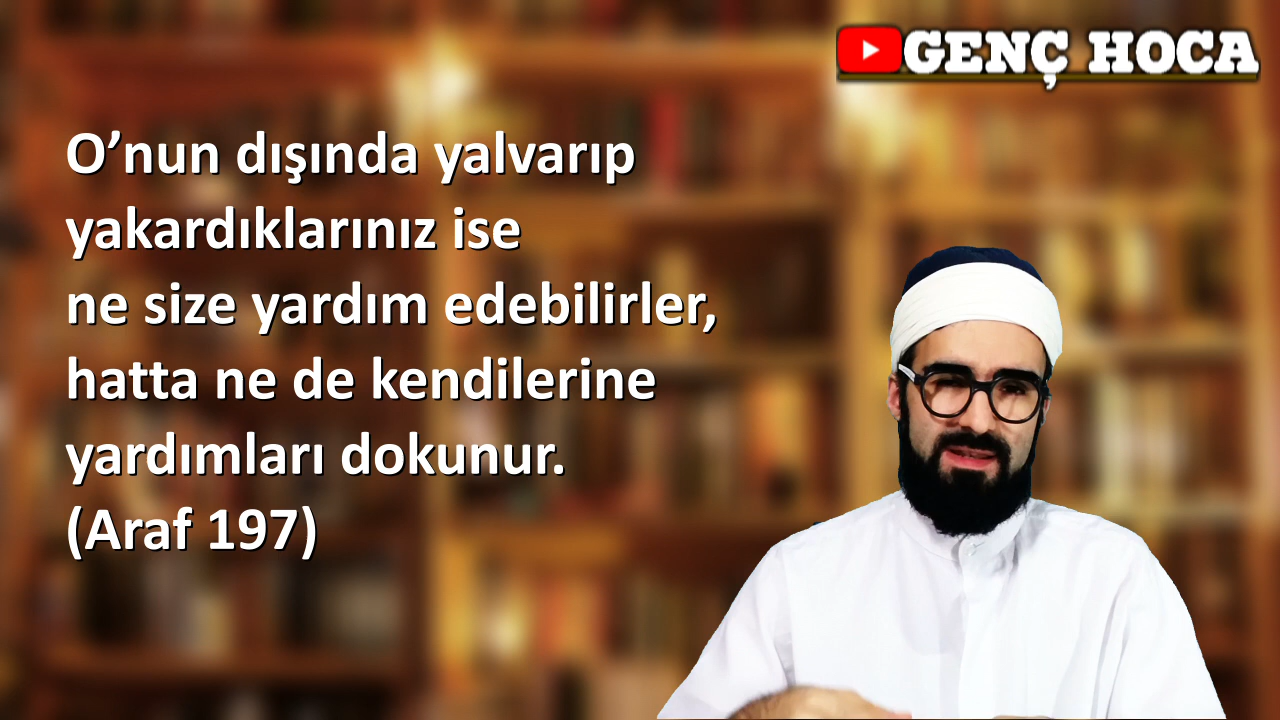 GENÇ HOCA
O’nun dışında yalvarıp
yakardıklarınız ise
ne size yardım edebilirler,
hatta ne de kendilerine
yardımları dokunur.
(Araf 197)